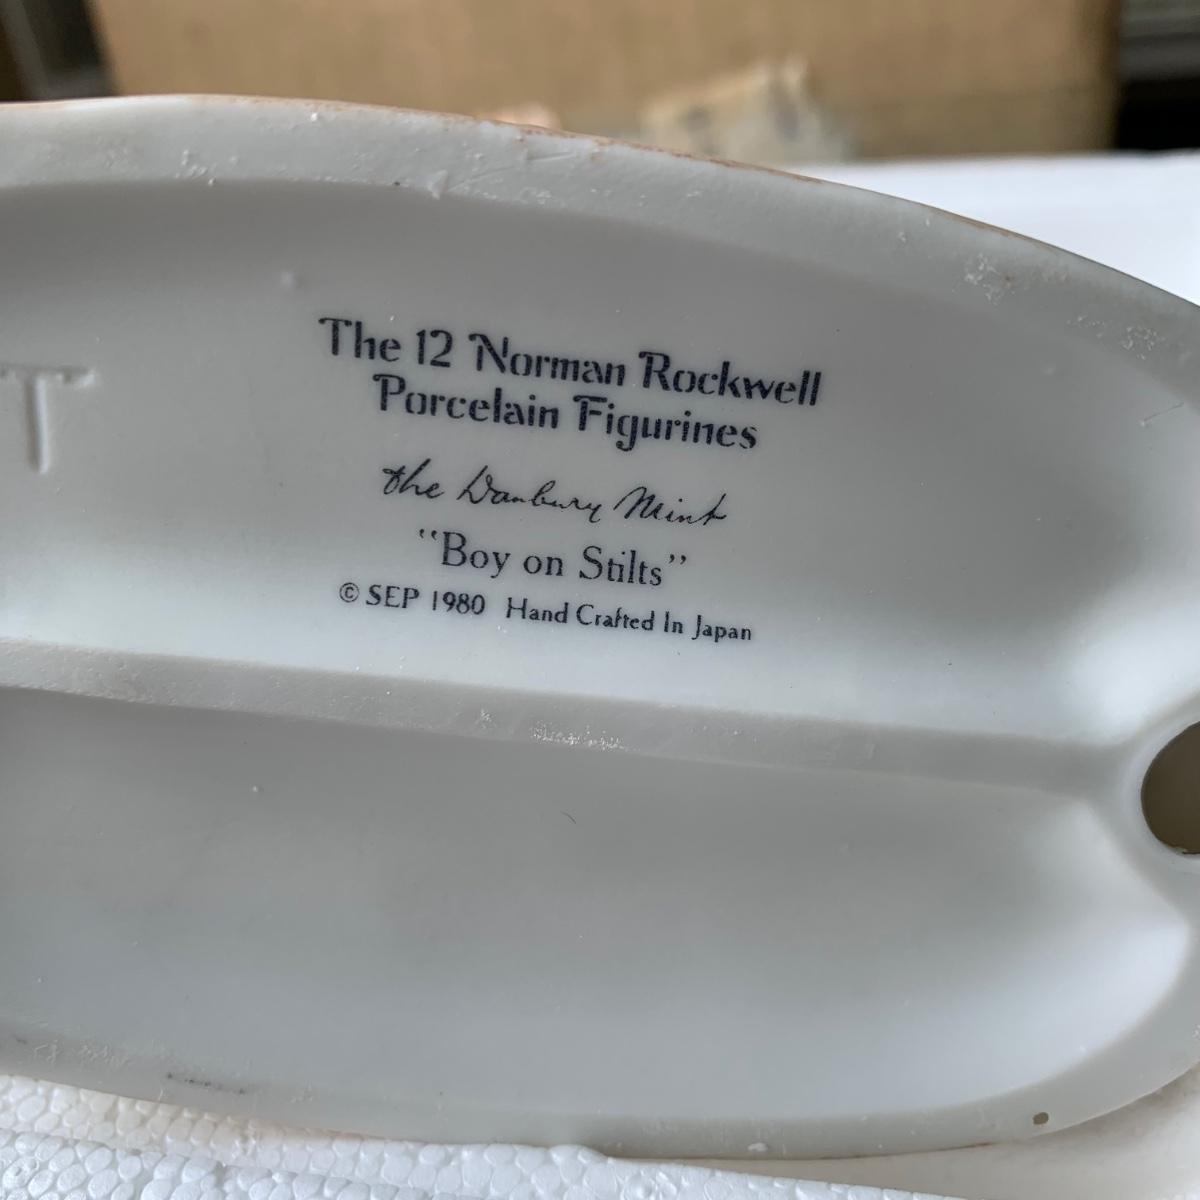 The 12 Norman Rockwell
Porcelain Figurines
the Danbury Mint
“Boy on Stilts”
© SEP 1980 Hand Crafted In Japan
T